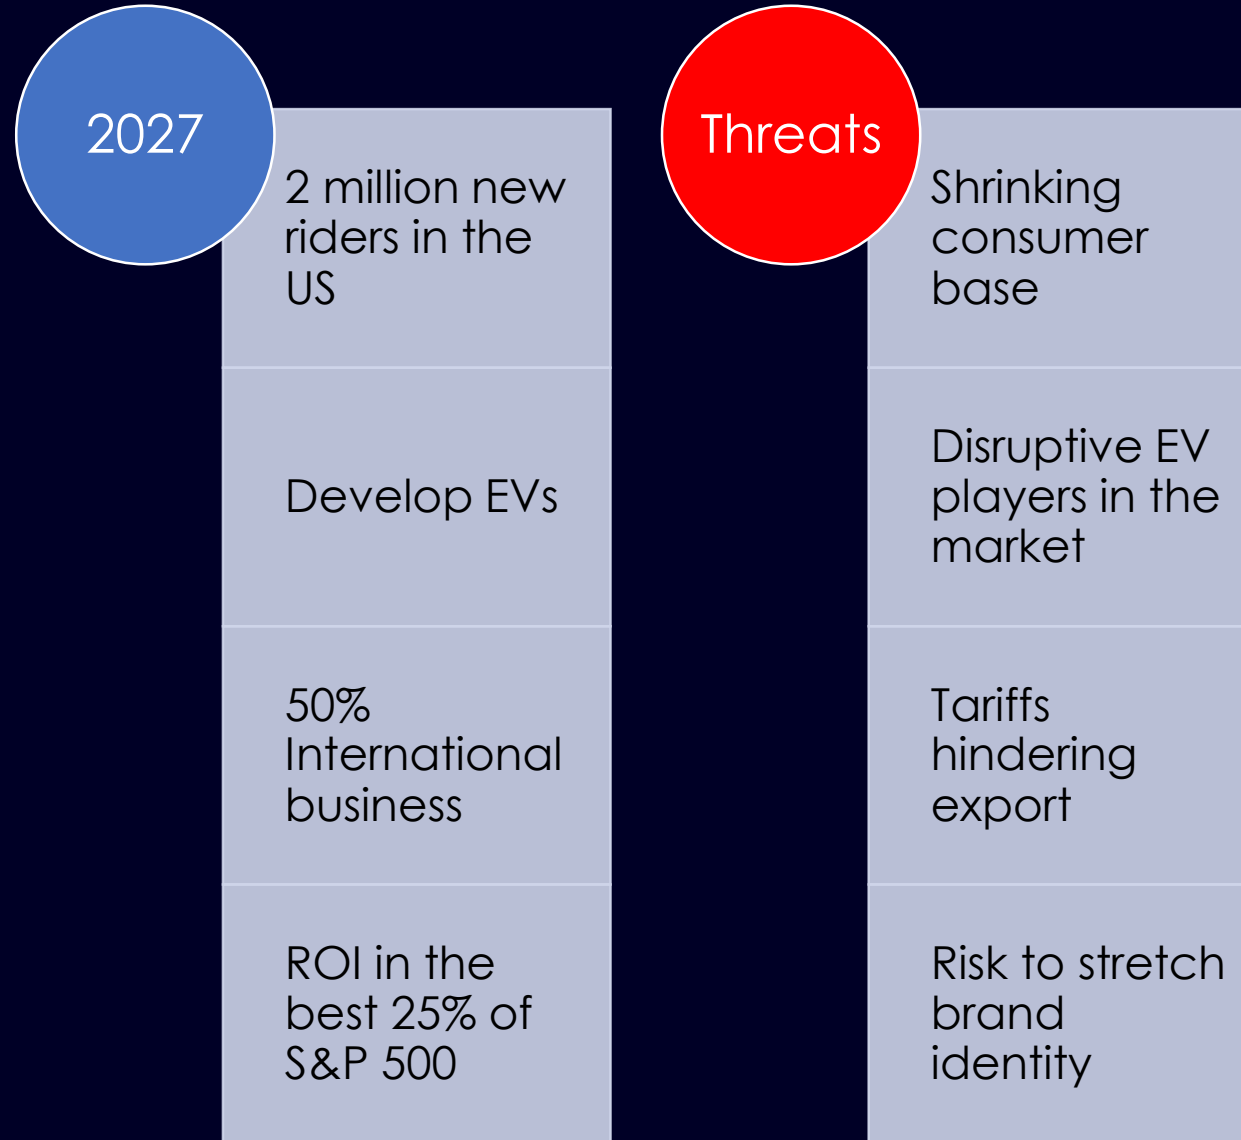 2027
2 million new
riders in the
US
Develop EVs
50%
International
business
ROI in the
best 25% of
S&P 500
Threats
Shrinking
consumer
base
Disruptive EV
players in the
market
Tariffs
hindering
export
Risk to stretch
brand
identity